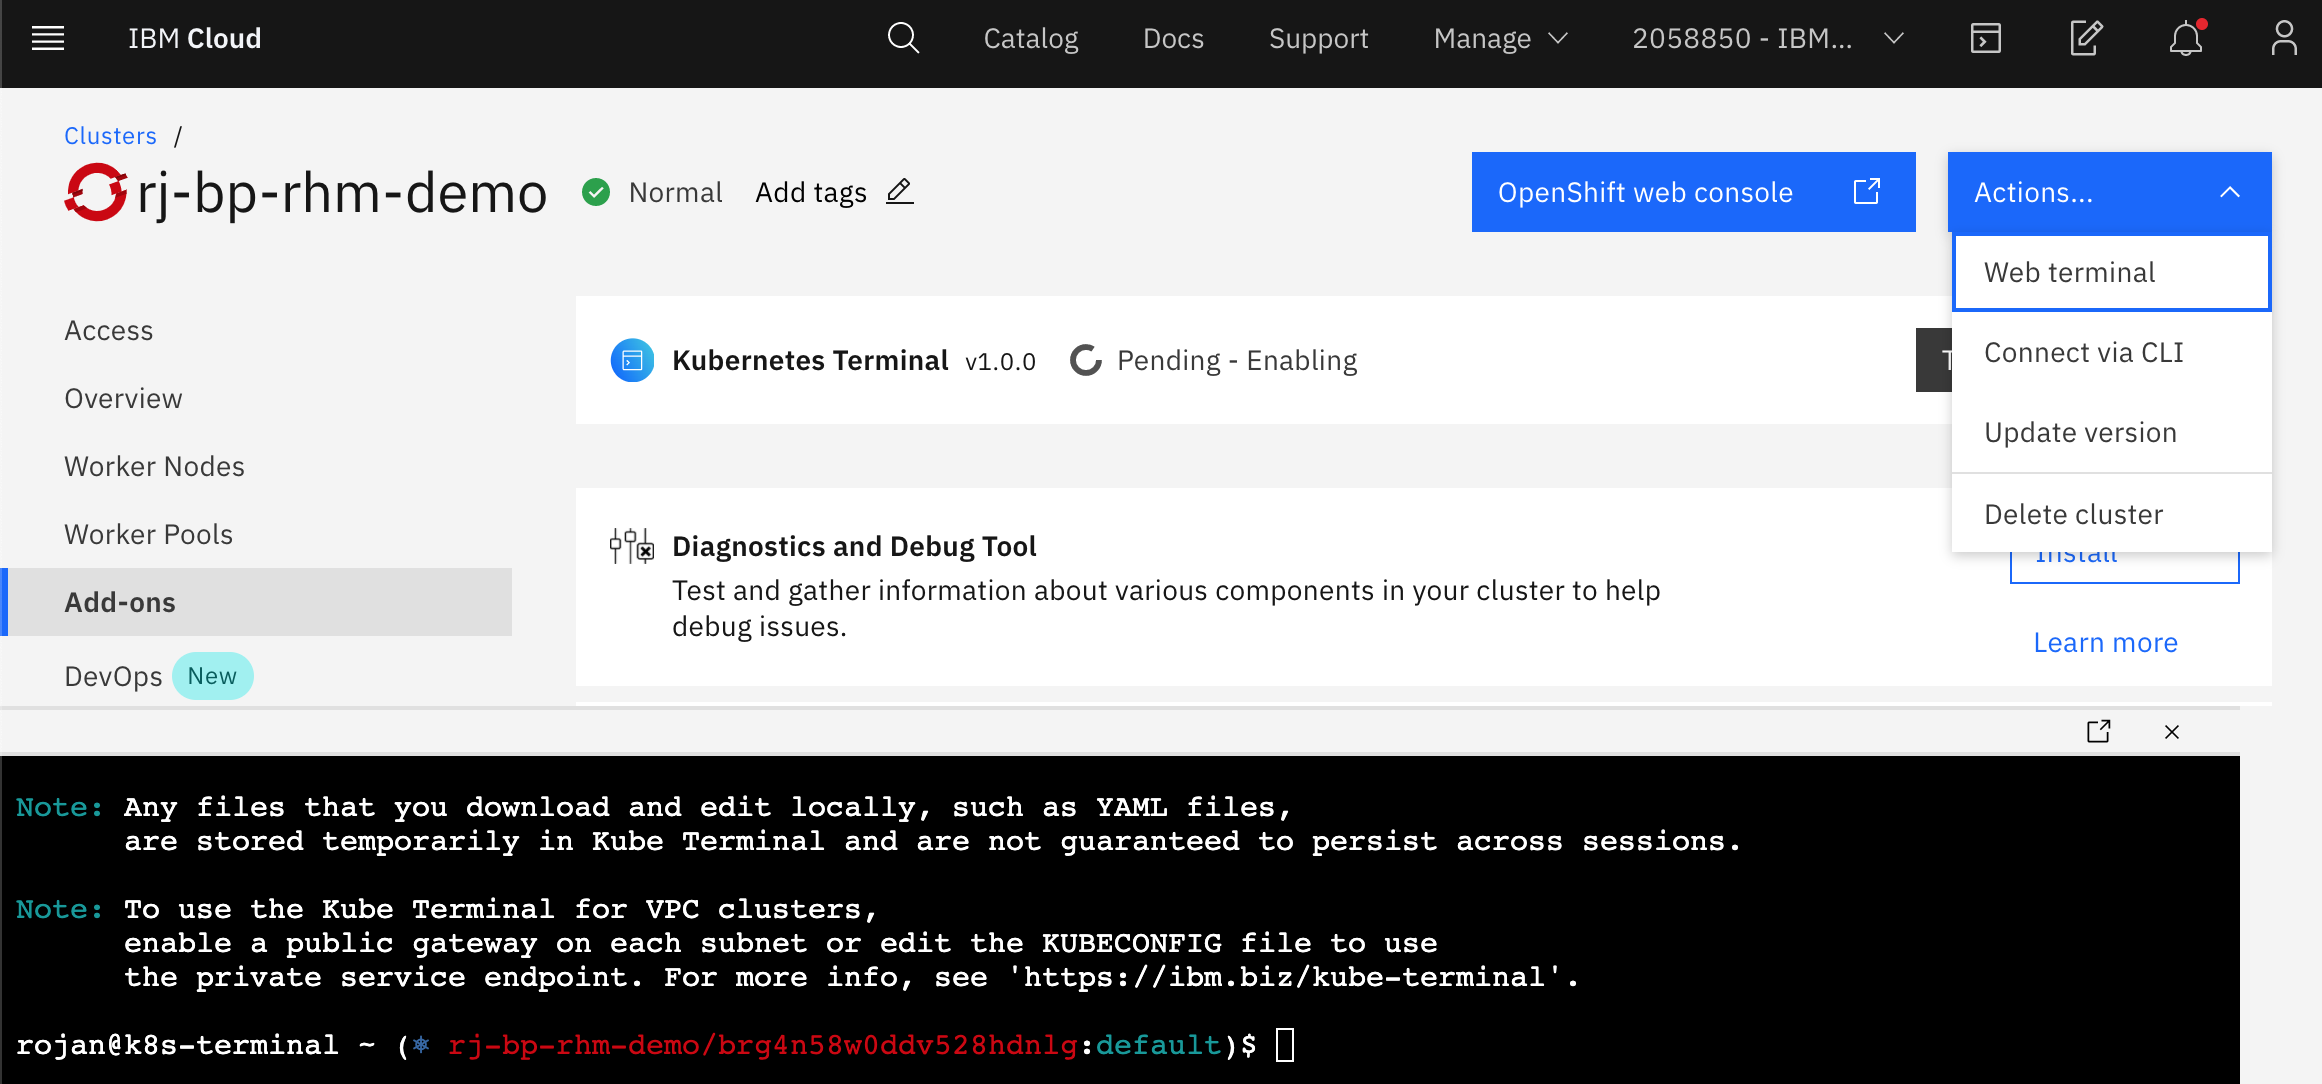 IBM Cloud
Catalog
Docs
Support
Manage
2058850 - IBM...
Clusters /
rj-bp-rhm-demo
Normal
Add tags
OpenShift web console
Actions...
Web terminal
Connect via CLI
Update version
Delete cluster
Access
Overview
Worker Nodes
Worker Pools
Add-ons
DevOps New
Kubernetes Terminal v1.0.0
Pending - Enabling
Diagnostics and Debug Tool
Test and gather information about various components in your cluster to help
debug issues.
Install
Learn more
Note: Any files that you download and edit locally, such as YAML files,
are stored temporarily in Kube Terminal and are not guaranteed to persist across sessions.
Note: To use the Kube Terminal for VPC clusters,
enable a public gateway on each subnet or edit the KUBECONFIG file to use
the private service endpoint. For more info, see 'https://ibm.biz/kube-terminal'.
rojan@k8s-terminal ~ (⎈ rj-bp-rhm-demo/brg4n58w0ddv528hdnlg:default)$